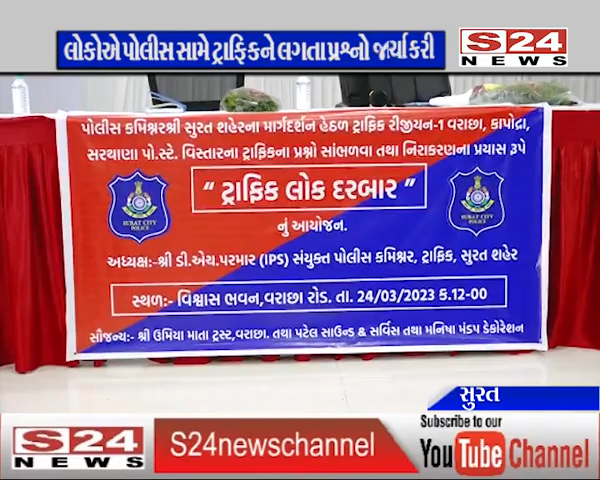 લોકોએ પોલીસ સામે ટ્રાફિકને લગતા પ્રશ્નો જાર્યા કરી
S24
NEWS
પોલીસ કમિશ્નરશ્રી સુરત શહેરના માર્ગદર્શન હેઠળ ટ્રાફિક રીજીયન-1 વરાછા, કાપોદ્રા,
સરથાણા પો.સ્ટે. વિસ્તારના ટ્રાફિકના પ્રશ્નો સાંભળવા તથા નિરાકરણના પ્રયાસ રૂપે
“ ટ્રાફિક લોક દરબાર ”
નું આયોજન.
SURAT CITY
POLICE
SURAT CITY
POLICE
અધ્યક્ષ:-શ્રી ડી.એચ.પરમાર (IPS) સંયુક્ત પોલીસ કમિશ્નર, ટ્રાફિક, સુરત શહેર
સ્થળ:- વિશ્વાસ ભવન,વરાછા રોડ. તા. 24/03/2023 ક.12-00
સૌજન્ય:- શ્રી ઉમિયા માતા ટ્રસ્ટ,વરાછા. તથા પટેલ સાઉન્ડ & સર્વિસ તથા મનિષા મંડપ ડેકોરેશન
સુરત
S24
NEWS
S24newschannel
Subscribe to our
YouTube Channel